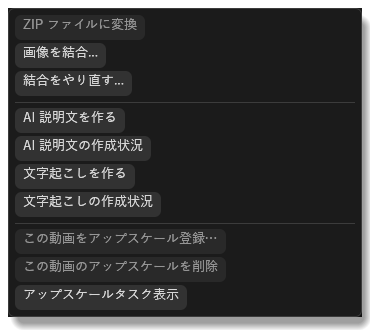 ZIP ファイルに変換
画像を結合...
結合をやり直す...
AI 説明文を作る
AI 説明文の作成状況
文字起こしを作る
文字起こしの作成状況
この動画をアップスケール登録…
この動画のアップスケールを削除
アップスケールタスク表示